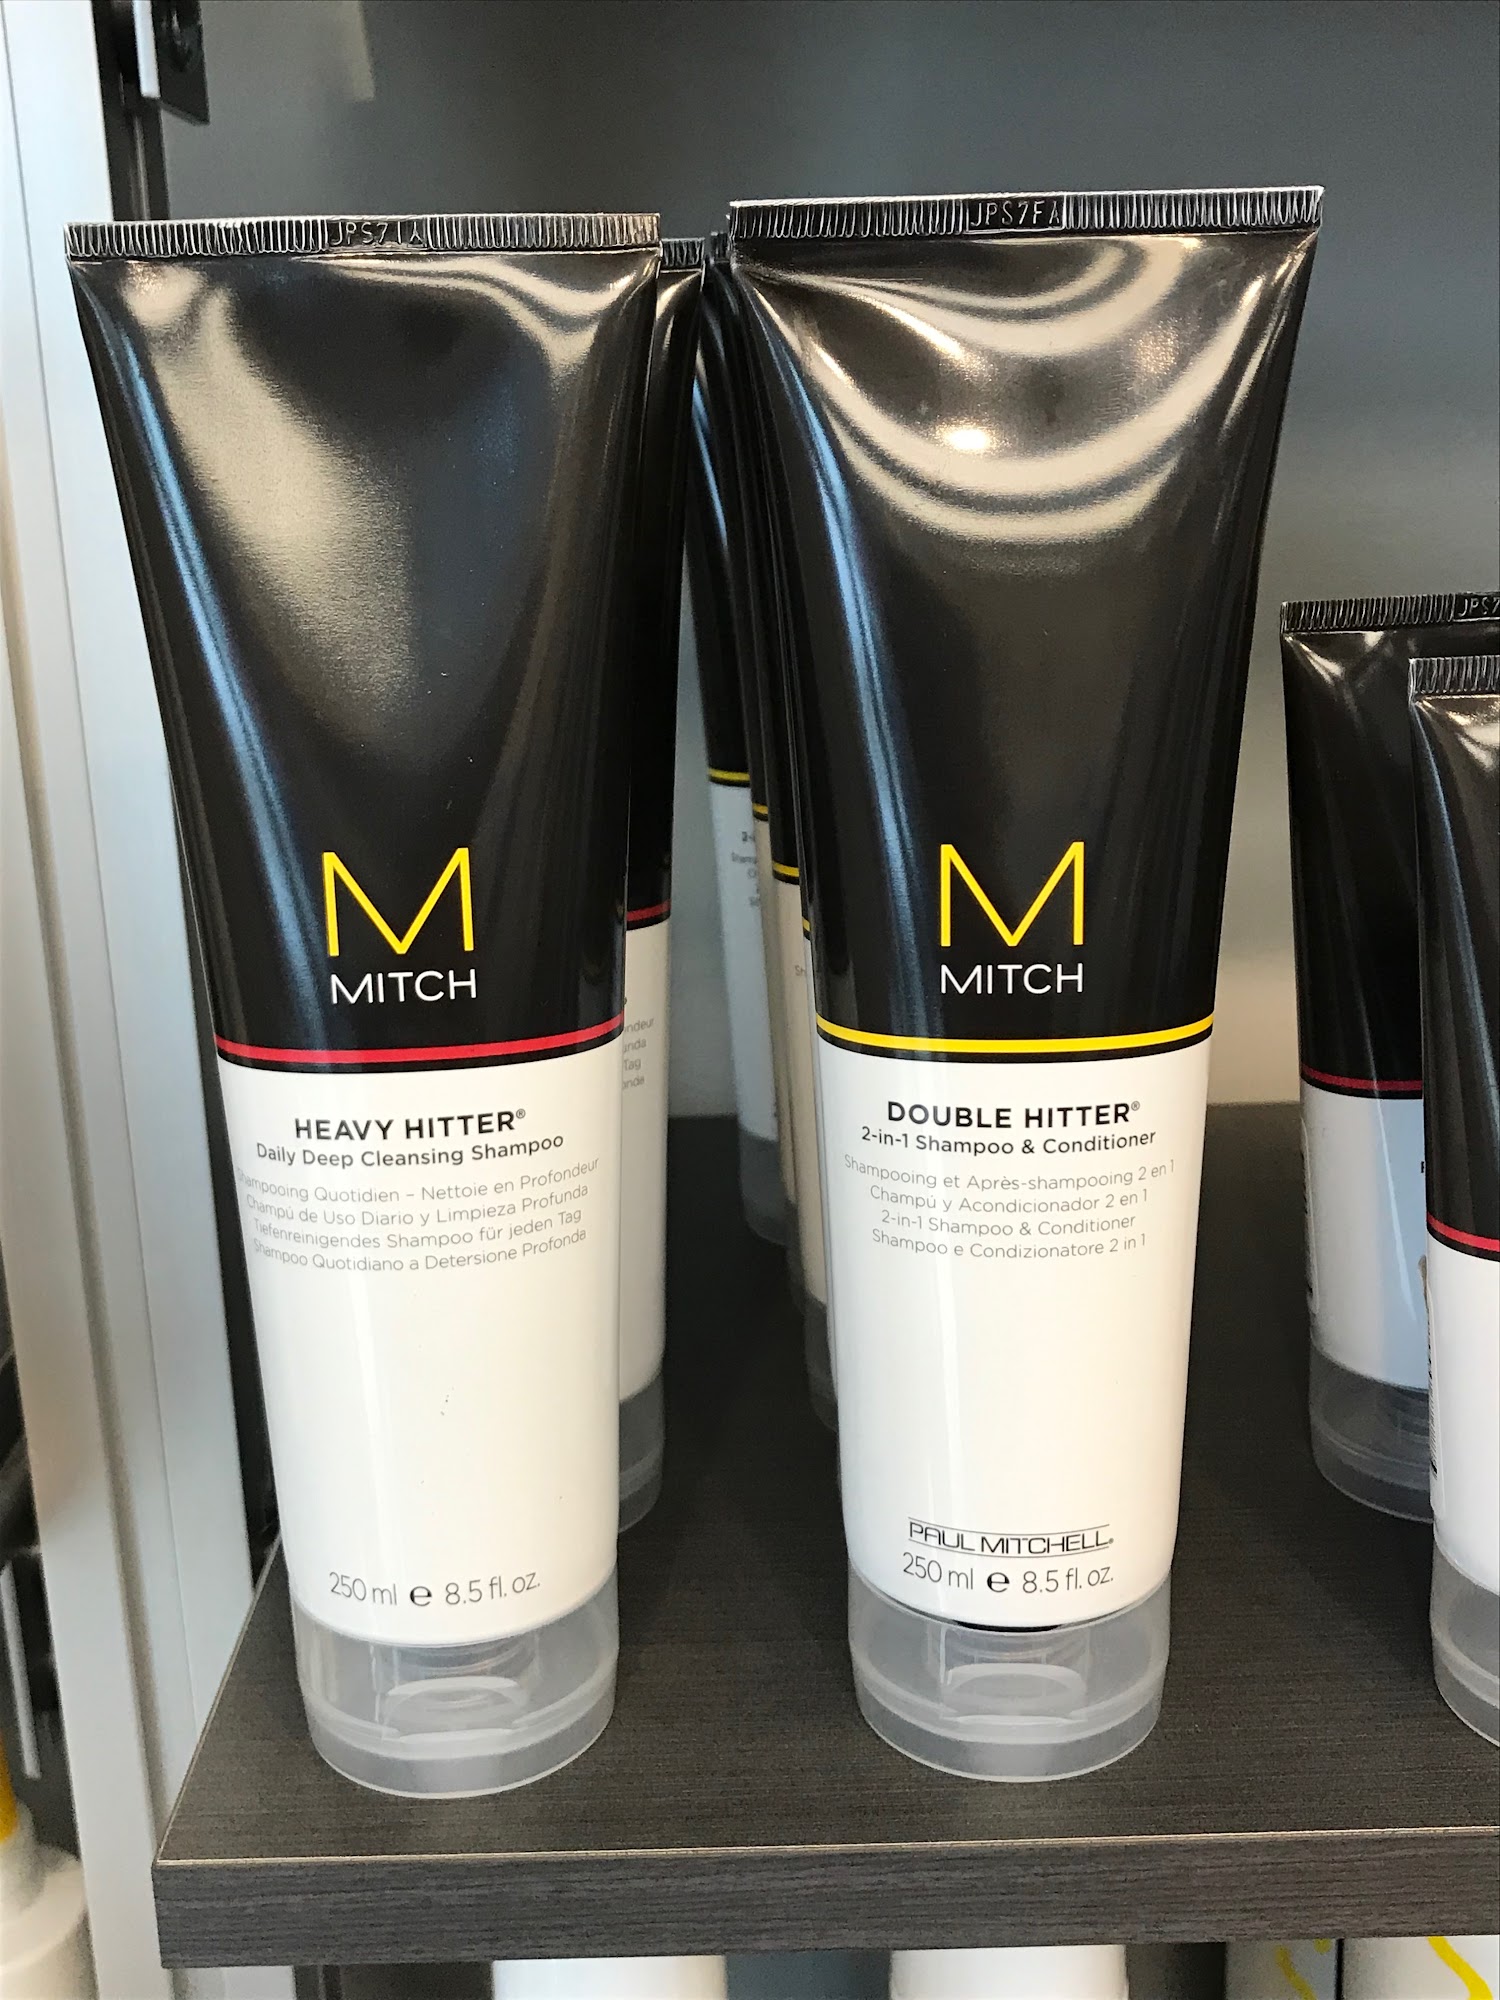 JPS7TA
M
MITCH
HEAVY HITTER®
Daily Deep Cleansing Shampoo
Shampooing Quotidien – Nettoie en Profondeur
Champú de Uso Diario y Limpieza Profunda
Tiefenreinigendes Shampoo für jeden Tag
Shampoo Quotidiano a Detersione Profonda
250 ml e 8.5 fl. oz.
JPS7FA
M
MITCH
DOUBLE HITTER®
2-in-1 Shampoo & Conditioner
Shampooing et Après-shampooing 2 en 1
Champú y Acondicionador 2 en 1
2-in-1 Shampoo & Conditioner
Shampoo e Condizionatore 2 in 1
PAUL MITCHELL®
250 ml e 8.5 fl. oz.
JPS7